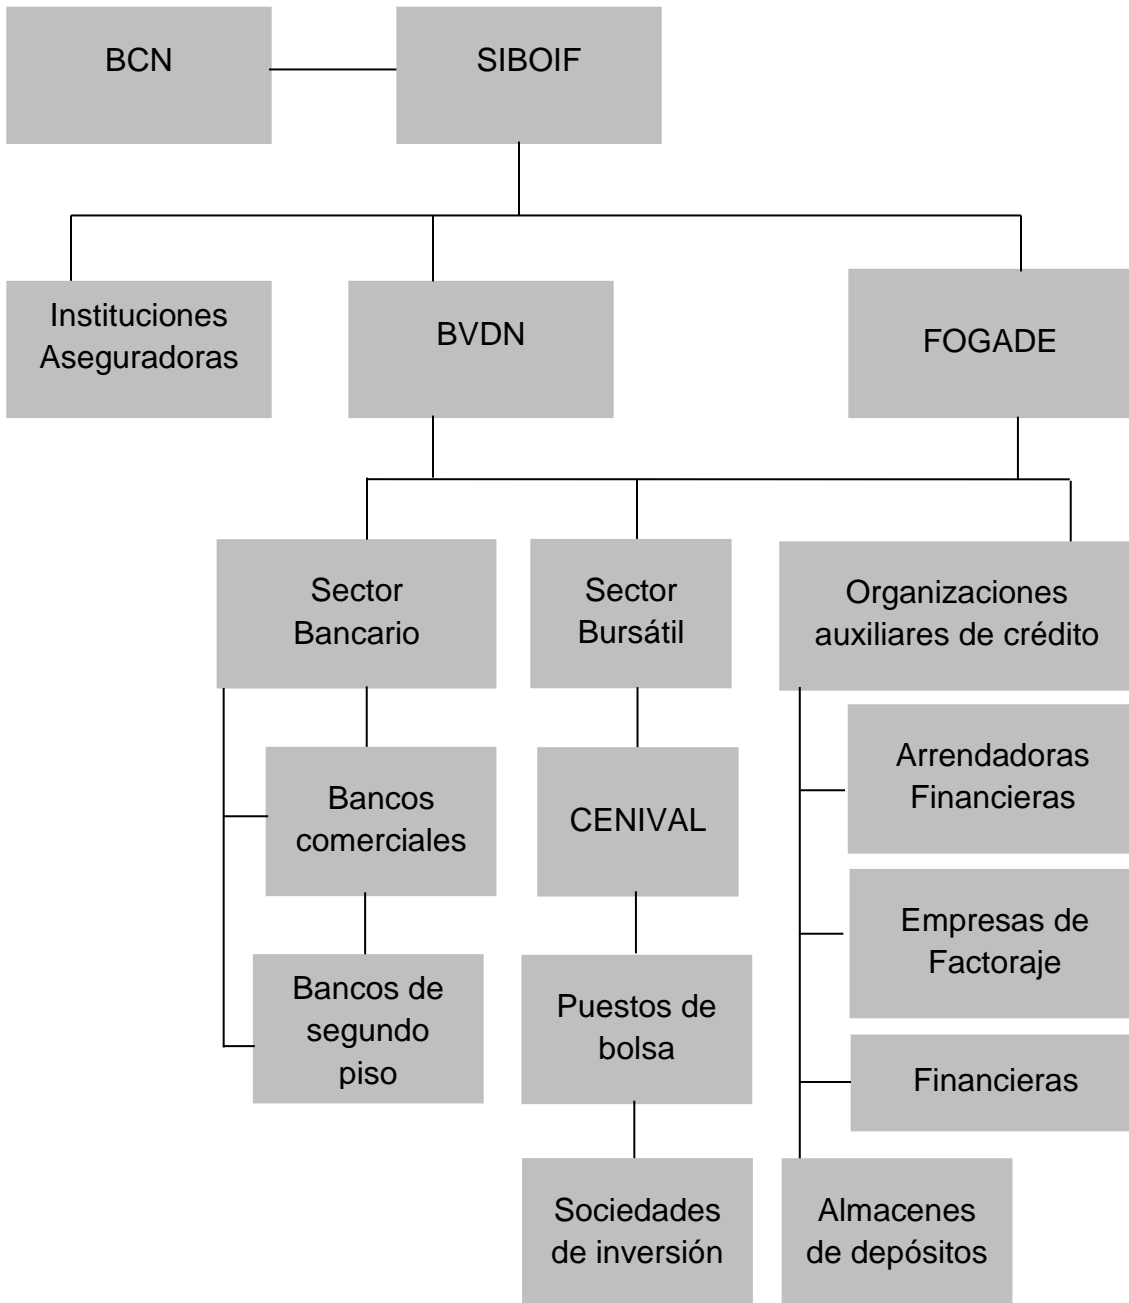 BCN
SIBOIF
Instituciones
Aseguradoras
BVDN
FOGADE
Sector
Bancario
Sector
Bursátil
Organizaciones
auxiliares de crédito
Bancos
comerciales
CENIVAL
Arrendadoras
Financieras
Empresas de
Factoraje
Bancos de
segundo
piso
Puestos de
bolsa
Financieras
Sociedades
de inversión
Almacenes
de depósitos